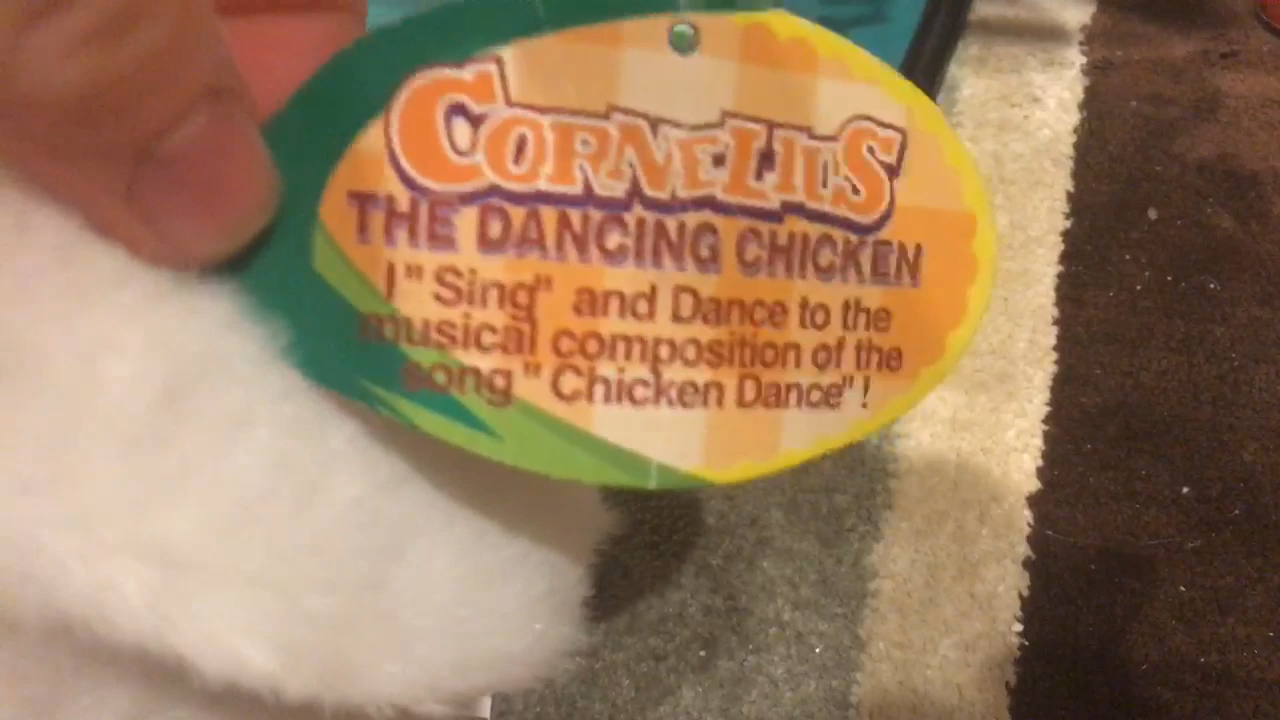 CORNELIUS
THE DANCING CHICKEN
I "Sing" and Dance to the
musical composition of the
song "Chicken Dance"!